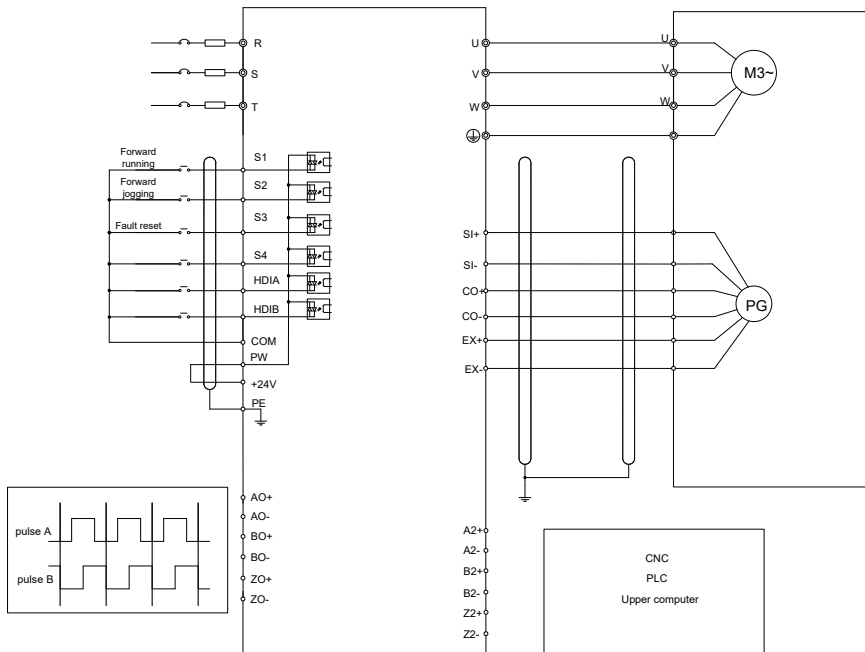 R
S
T
U
V
W
U
V
W
M3~
Forward
running
Forward
jogging
Fault reset
S1
S2
S3
S4
HDIA
HDIB
COM
PW
+24V
PE
SI+
SI-
CO+
CO-
EX+
EX-
PG
pulse A
pulse B
AO+
AO-
BO+
BO-
ZO+
ZO-
A2+
A2-
B2+
B2-
Z2+
Z2-
CNC
PLC
Upper computer